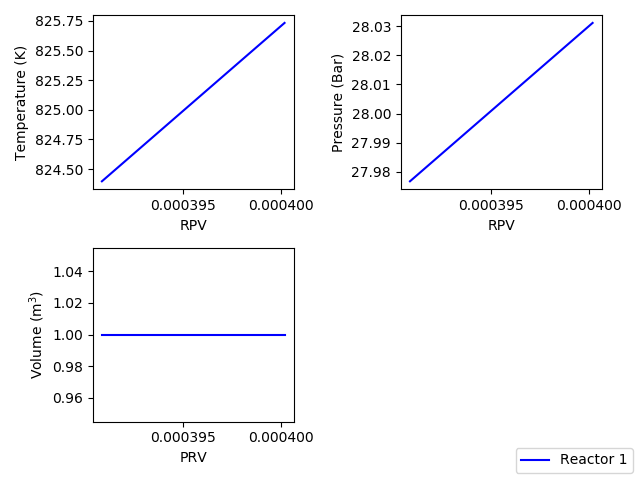 825.75
825.50
825.25
825.00
824.75
824.50
Temperature (K)
0.000395 0.000400
RPV
28.03
28.02
28.01
28.00
27.99
27.98
Pressure (Bar)
0.000395 0.000400
RPV
1.04
1.02
1.00
0.98
0.96
Volume (m³)
0.000395 0.000400
PRV
Reactor 1